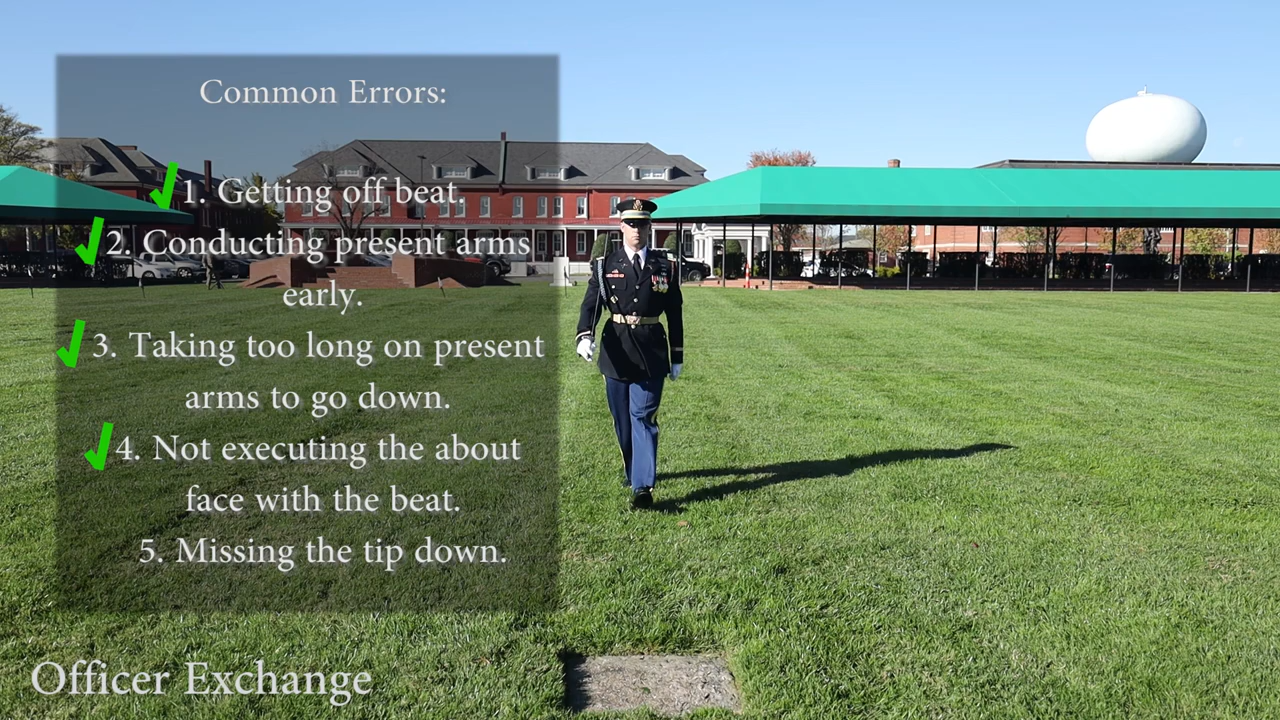 Common Errors:
1. Getting off beat.
2. Conducting present arms
early.
3. Taking too long on present
arms to go down.
4. Not executing the about
face with the beat.
5. Missing the tip down.
Officer Exchange